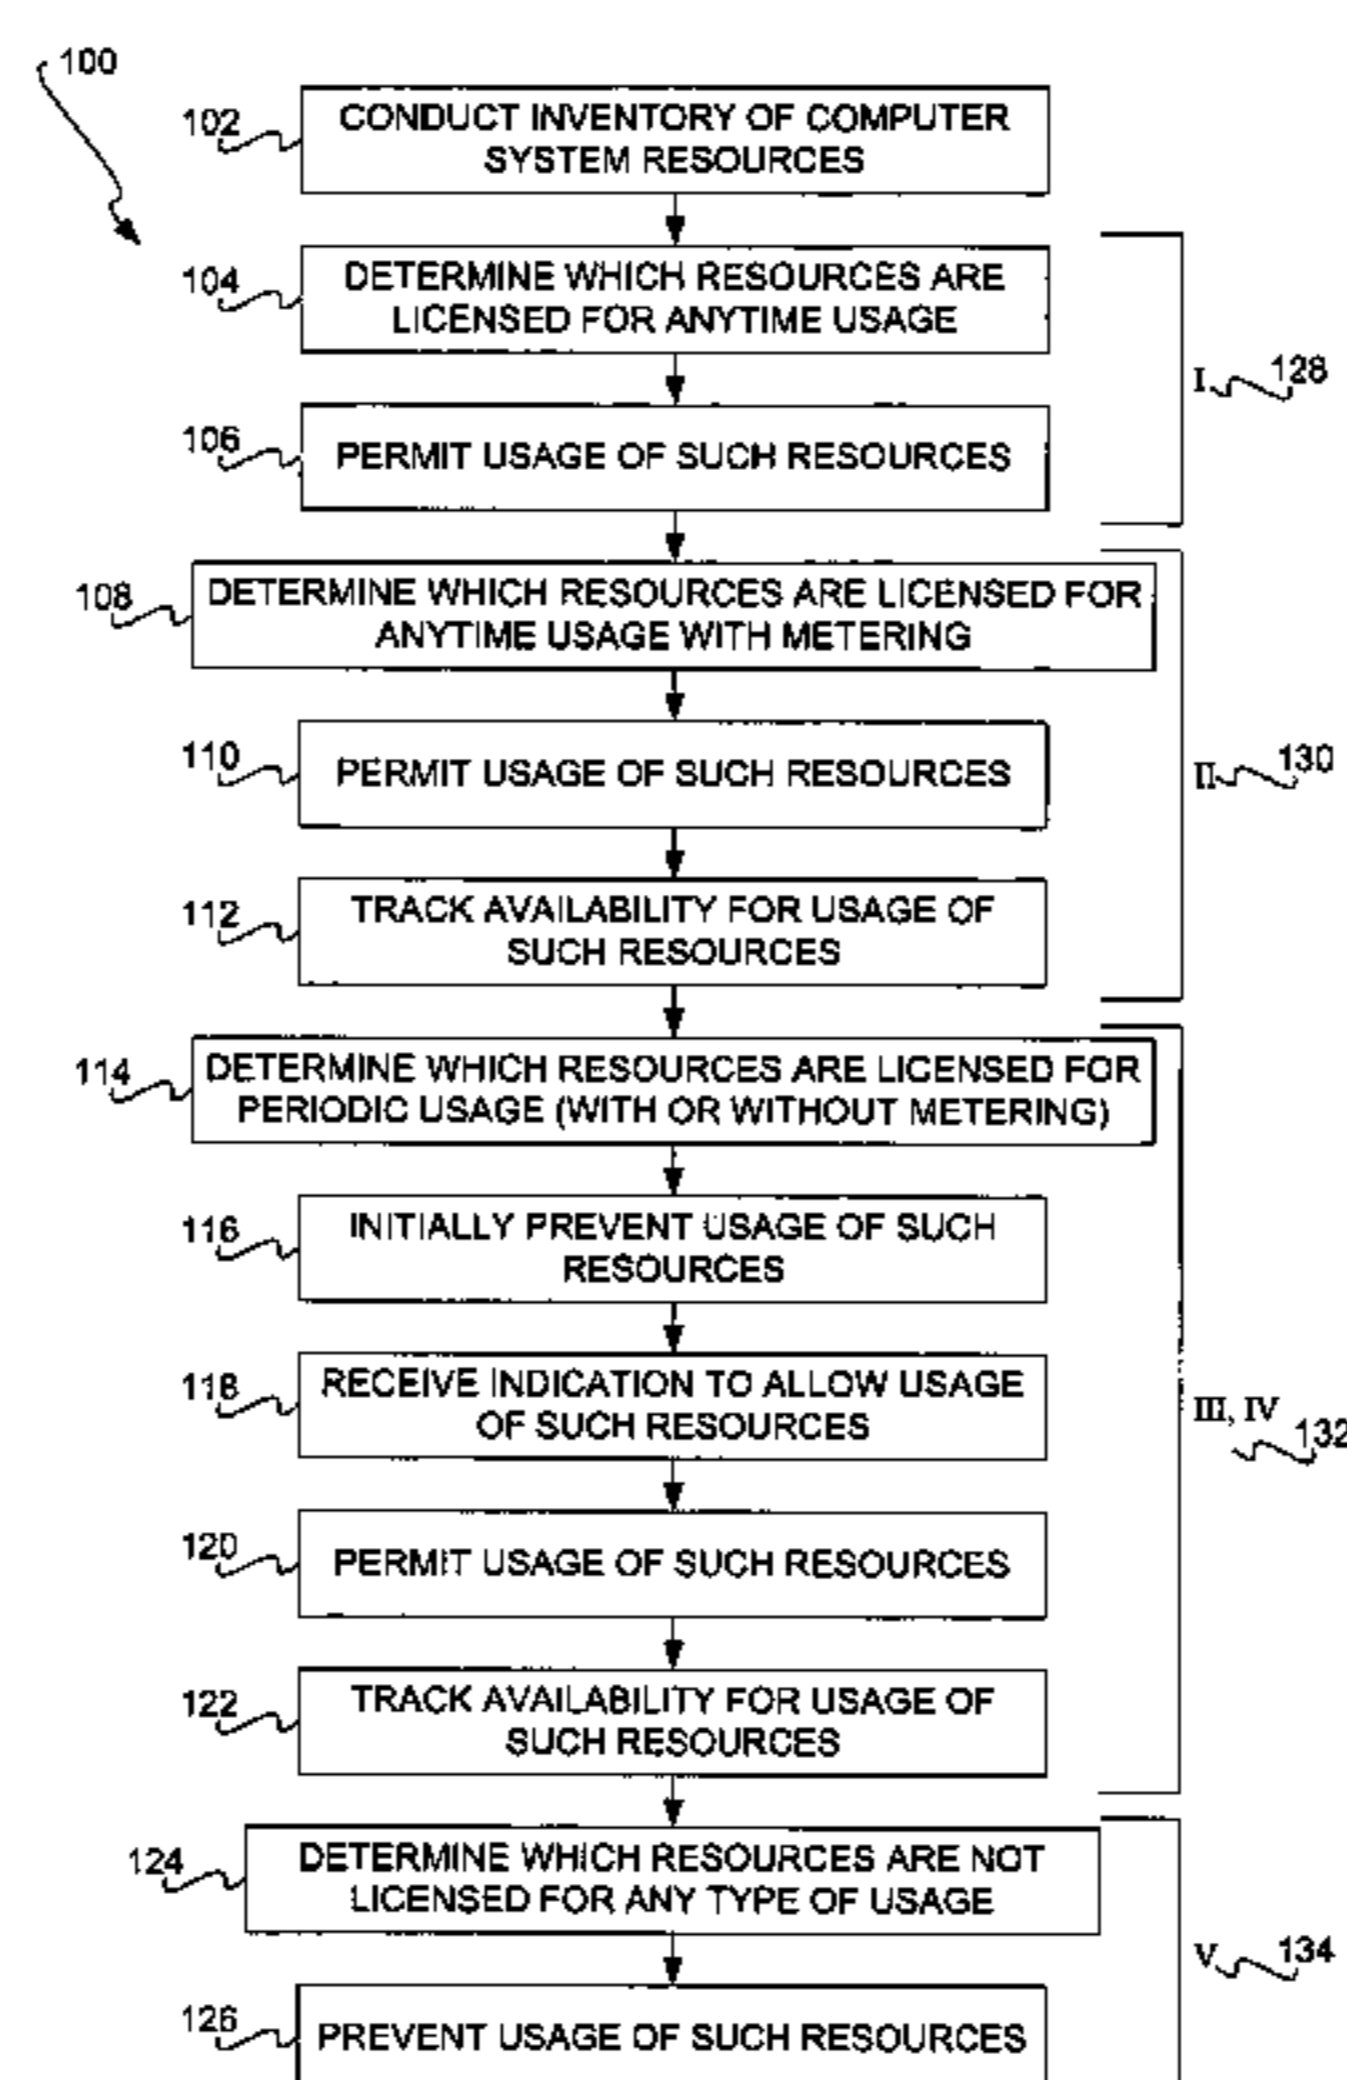 100
102
CONDUCT INVENTORY OF COMPUTER
SYSTEM RESOURCES
104
DETERMINE WHICH RESOURCES ARE
LICENSED FOR ANYTIME USAGE
I
128
106
PERMIT USAGE OF SUCH RESOURCES
108
DETERMINE WHICH RESOURCES ARE LICENSED FOR
ANYTIME USAGE WITH METERING
110
PERMIT USAGE OF SUCH RESOURCES
II
130
112
TRACK AVAILABILITY FOR USAGE OF
SUCH RESOURCES
114
DETERMINE WHICH RESOURCES ARE LICENSED FOR
PERIODIC USAGE (WITH OR WITHOUT METERING)
116
INITIALLY PREVENT USAGE OF SUCH
RESOURCES
118
RECEIVE INDICATION TO ALLOW USAGE
OF SUCH RESOURCES
III, IV
132
120
PERMIT USAGE OF SUCH RESOURCES
122
TRACK AVAILABILITY FOR USAGE OF
SUCH RESOURCES
124
DETERMINE WHICH RESOURCES ARE NOT
LICENSED FOR ANY TYPE OF USAGE
V
134
126
PREVENT USAGE OF SUCH RESOURCES